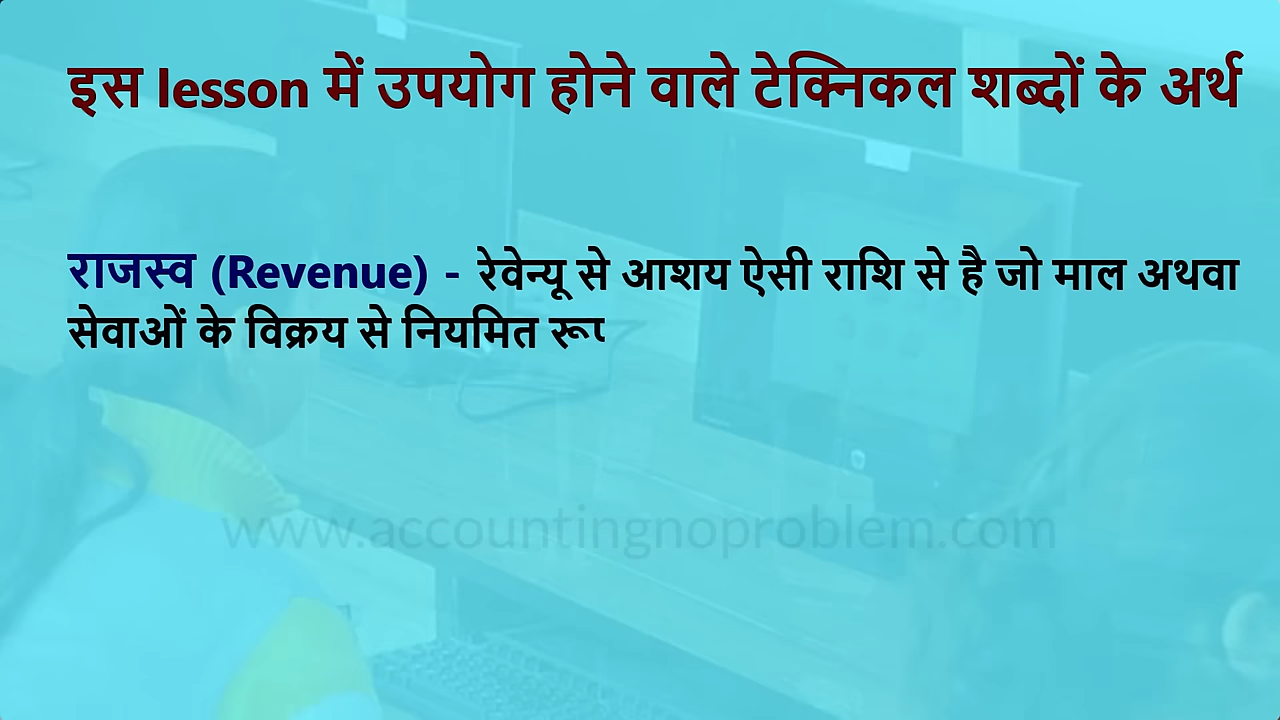 इस lesson में उपयोग होने वाले टेक्निकल शब्दों के अर्थ
राजस्व (Revenue) - रेवेन्यू से आशय ऐसी राशि से है जो माल अथवा
सेवाओं के विक्रय से नियमित
www.accountingnoproblem.com